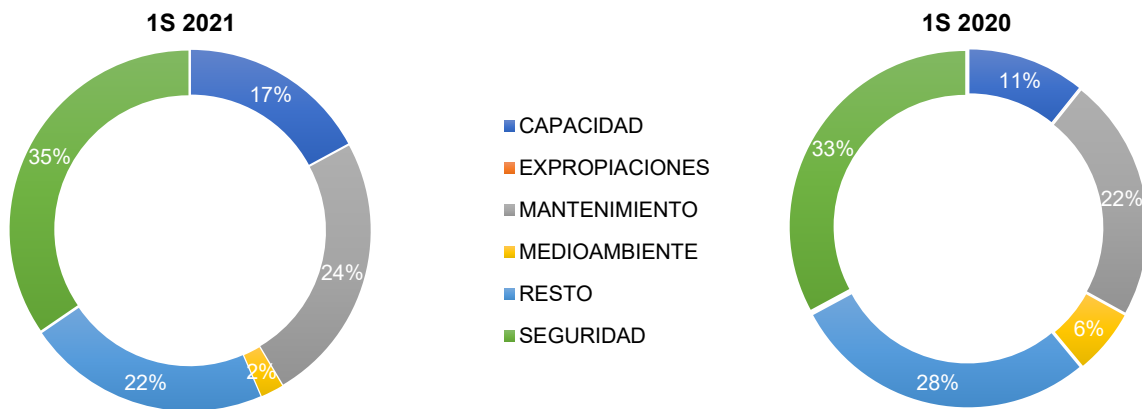 1S 2021
17%
35%
24%
2%
22%
CAPACIDAD
EXPROPIACIONES
MANTENIMIENTO
MEDIOAMBIENTE
RESTO
SEGURIDAD
1S 2020
11%
33%
22%
6%
28%